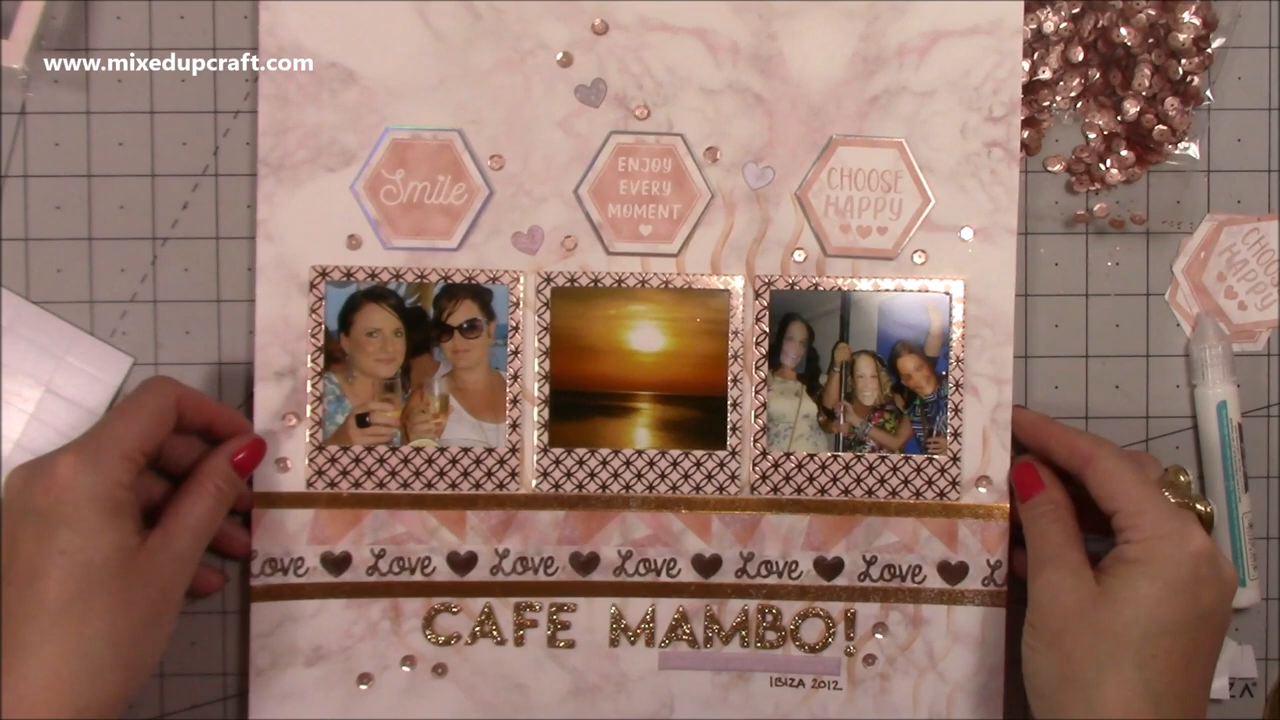 www.mixedupcraft.com
Smile
ENJOY
EVERY
MOMENT
CHOOSE
HAPPY
CHOOSE
HAPPY
Love Love Love Love Love Love
CAFE MAMBO!
IBIZA 2012